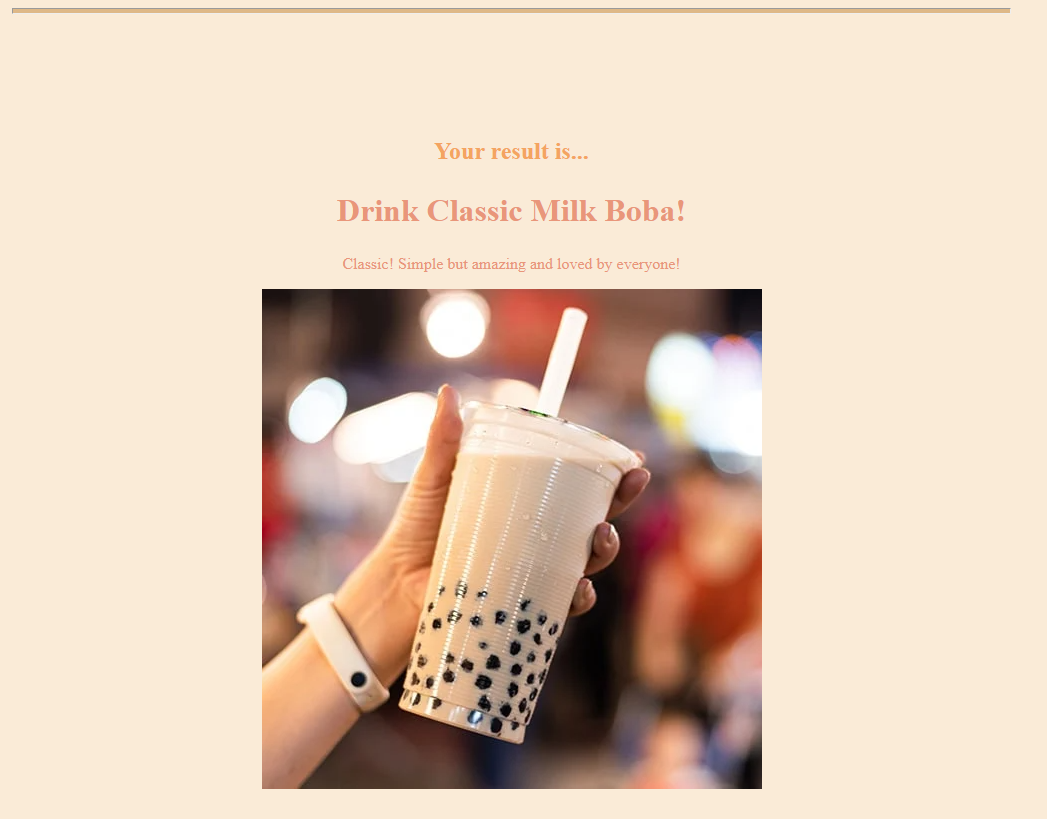 Your result is...
Drink Classic Milk Boba!
Classic! Simple but amazing and loved by everyone!